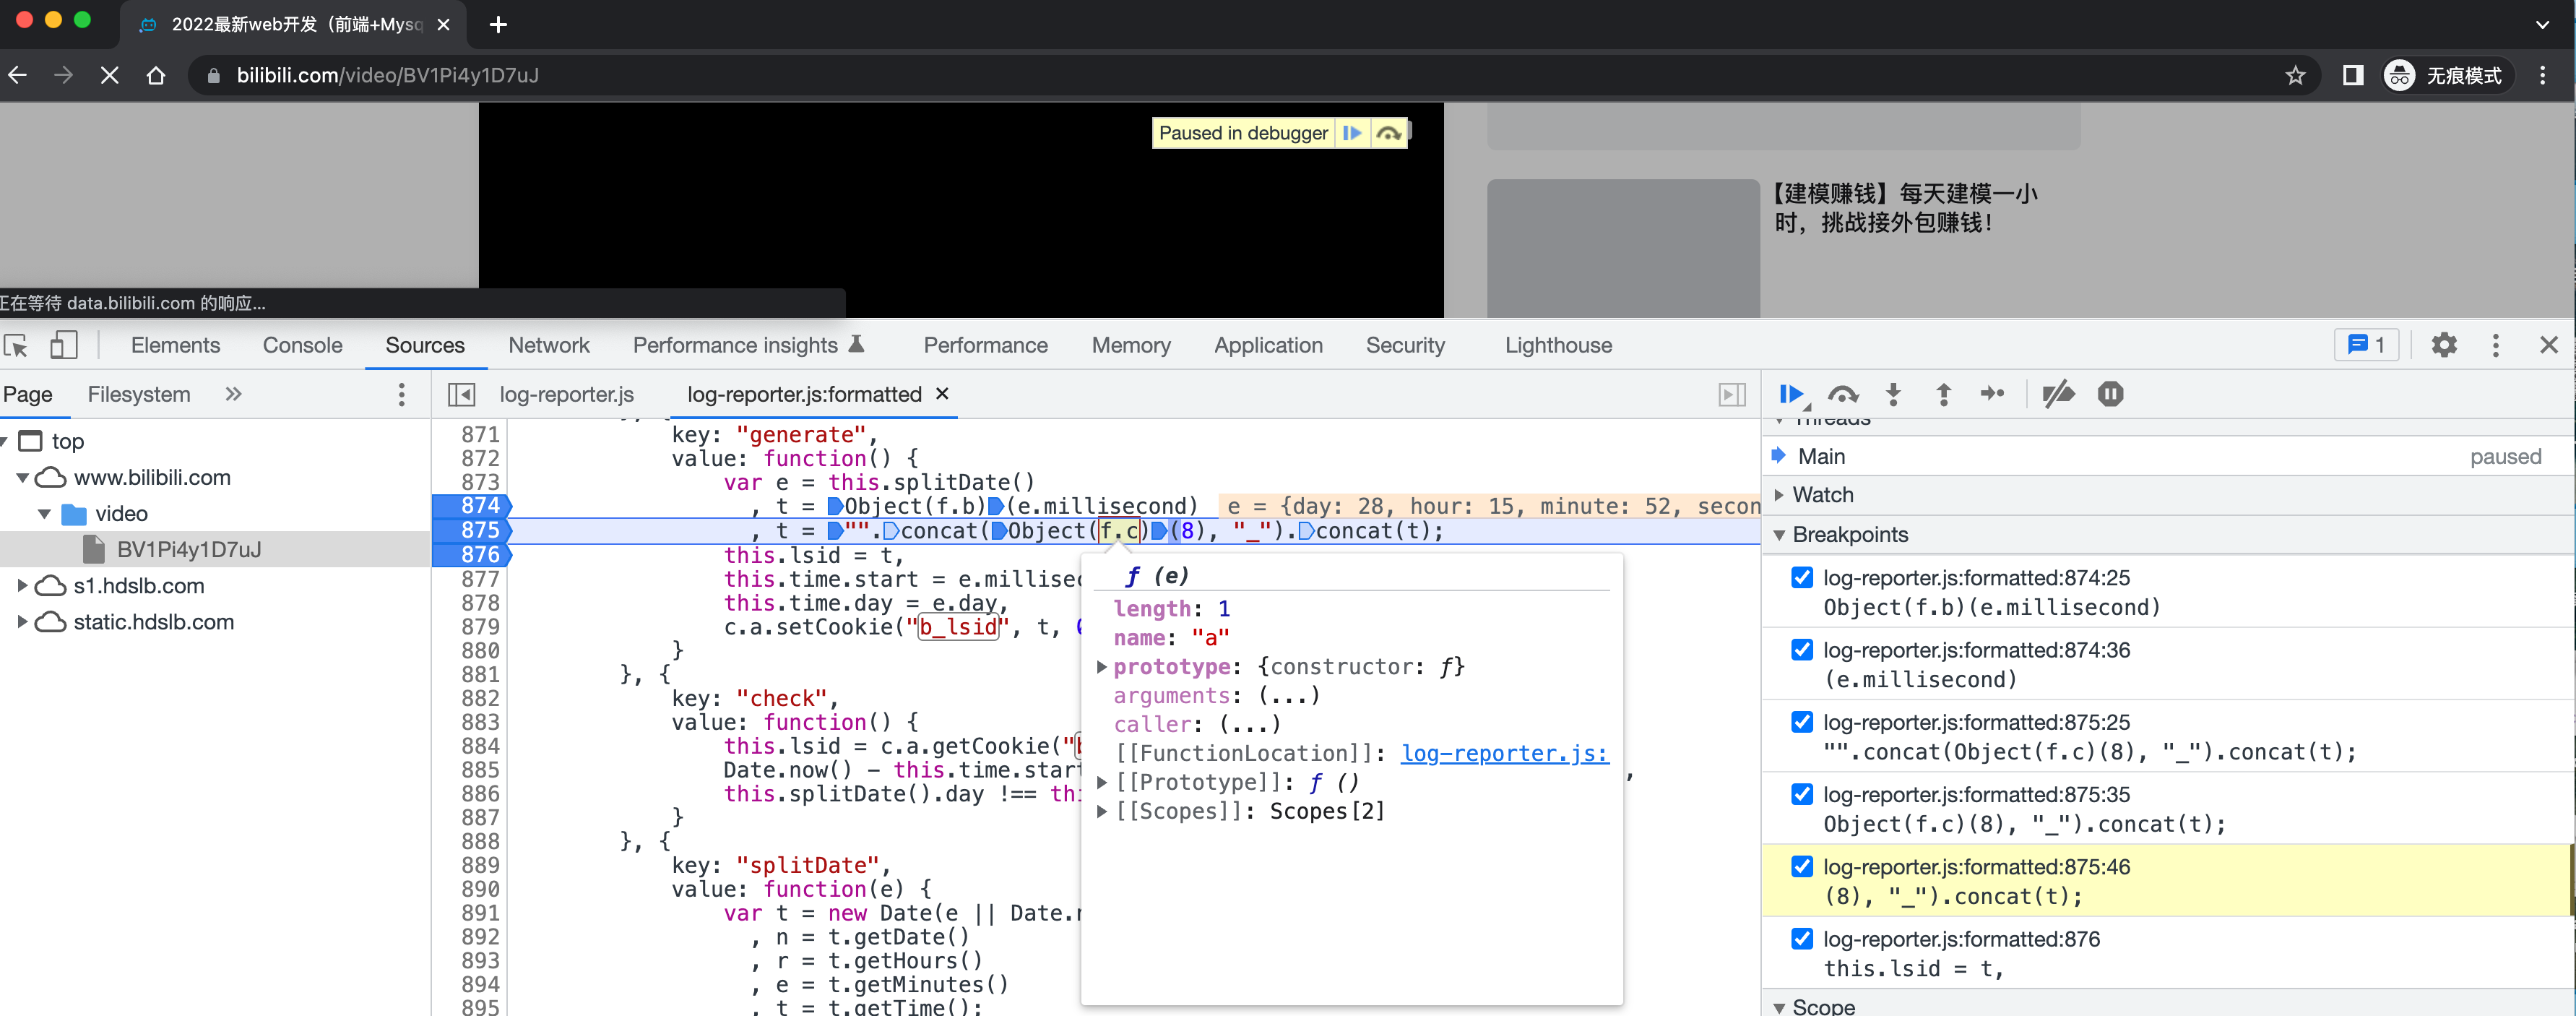 2022最新web开发（前端+Mysq
bilibili.com/video/BV1Pi4y1D7uJ
无痕模式
Paused in debugger
【建模赚钱】每天建模一小
时，挑战接外包赚钱！
正在等待 data.bilibili.com 的响应...
Elements Console Sources Network Performance insights Performance Memory Application Security Lighthouse 1
Page Filesystem
log-reporter.js log-reporter.js:formatted
top
www.bilibili.com
video
BV1Pi4y1D7uJ
s1.hdslb.com
static.hdslb.com
871 key: "generate",
872 value: function() {
873 var e = this.splitDate()
874 , t = Object(f.b)(e.millisecond) e = {day: 28, hour: 15, minute: 52, secon
875 , t = "".concat(Object(f.c)(8), "_").concat(t);
876 this.lsid = t,
877 this.time.start = e.millisec
878 this.time.day = e.day,
879 c.a.setCookie("b_lsid", t,
880 }
881 }, {
882 key: "check",
883 value: function() {
884 this.lsid = c.a.getCookie("
885 Date.now() - this.time.start ,
886 this.splitDate().day !== thi
887 }
888 }, {
889 key: "splitDate",
890 value: function(e) {
891 var t = new Date(e || Date.
892 , n = t.getDate()
893 , r = t.getHours()
894 , e = t.getMinutes()
895 , t = t.getTime();
ƒ (e)
length: 1
name: "a"
prototype: {constructor: ƒ}
arguments: (...)
caller: (...)
[[FunctionLocation]]: log-reporter.js:
[[Prototype]]: ƒ ()
[[Scopes]]: Scopes[2]
Threads
Main paused
Watch
Breakpoints
log-reporter.js:formatted:874:25
Object(f.b)(e.millisecond)
log-reporter.js:formatted:874:36
(e.millisecond)
log-reporter.js:formatted:875:25
"".concat(Object(f.c)(8), "_").concat(t);
log-reporter.js:formatted:875:35
Object(f.c)(8), "_").concat(t);
log-reporter.js:formatted:875:46
(8), "_").concat(t);
log-reporter.js:formatted:876
this.lsid = t,
Scope